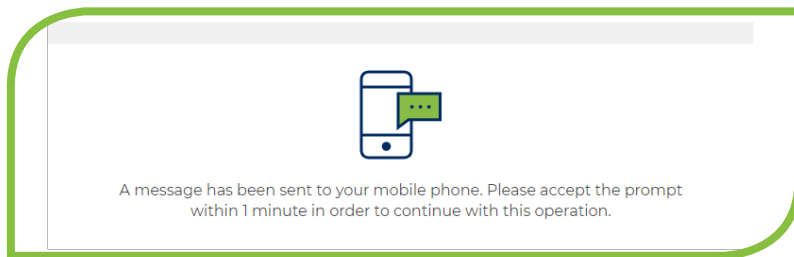 A message has been sent to your mobile phone. Please accept the prompt
within 1 minute in order to continue with this operation.